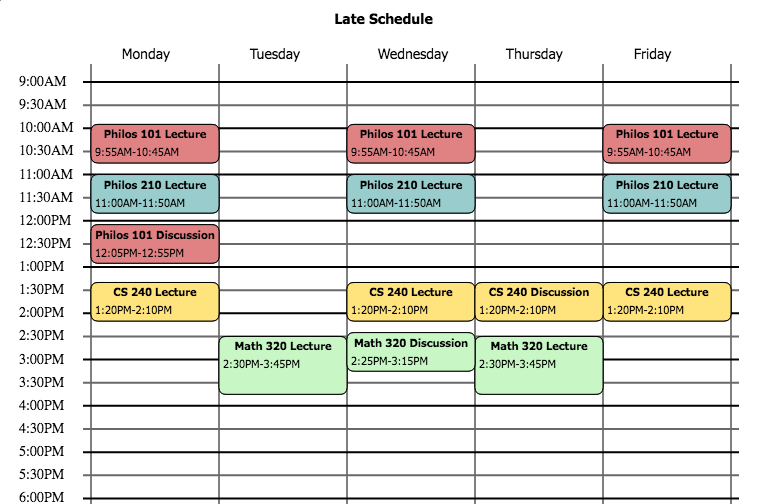 Late Schedule
Monday Tuesday Wednesday Thursday Friday
9:00AM
9:30AM
10:00AM
Philos 101 Lecture Philos 101 Lecture Philos 101 Lecture
10:30AM
9:55AM-10:45AM 9:55AM-10:45AM 9:55AM-10:45AM
11:00AM
Philos 210 Lecture Philos 210 Lecture Philos 210 Lecture
11:30AM
11:00AM-11:50AM 11:00AM-11:50AM 11:00AM-11:50AM
12:00PM
Philos 101 Discussion
12:30PM
12:05PM-12:55PM
1:00PM
1:30PM
CS 240 Lecture CS 240 Lecture CS 240 Discussion CS 240 Lecture
1:20PM-2:10PM 1:20PM-2:10PM 1:20PM-2:10PM 1:20PM-2:10PM
2:00PM
2:30PM
Math 320 Lecture Math 320 Discussion Math 320 Lecture
3:00PM
2:30PM-3:45PM 2:25PM-3:15PM 2:30PM-3:45PM
3:30PM
4:00PM
4:30PM
5:00PM
5:30PM
6:00PM